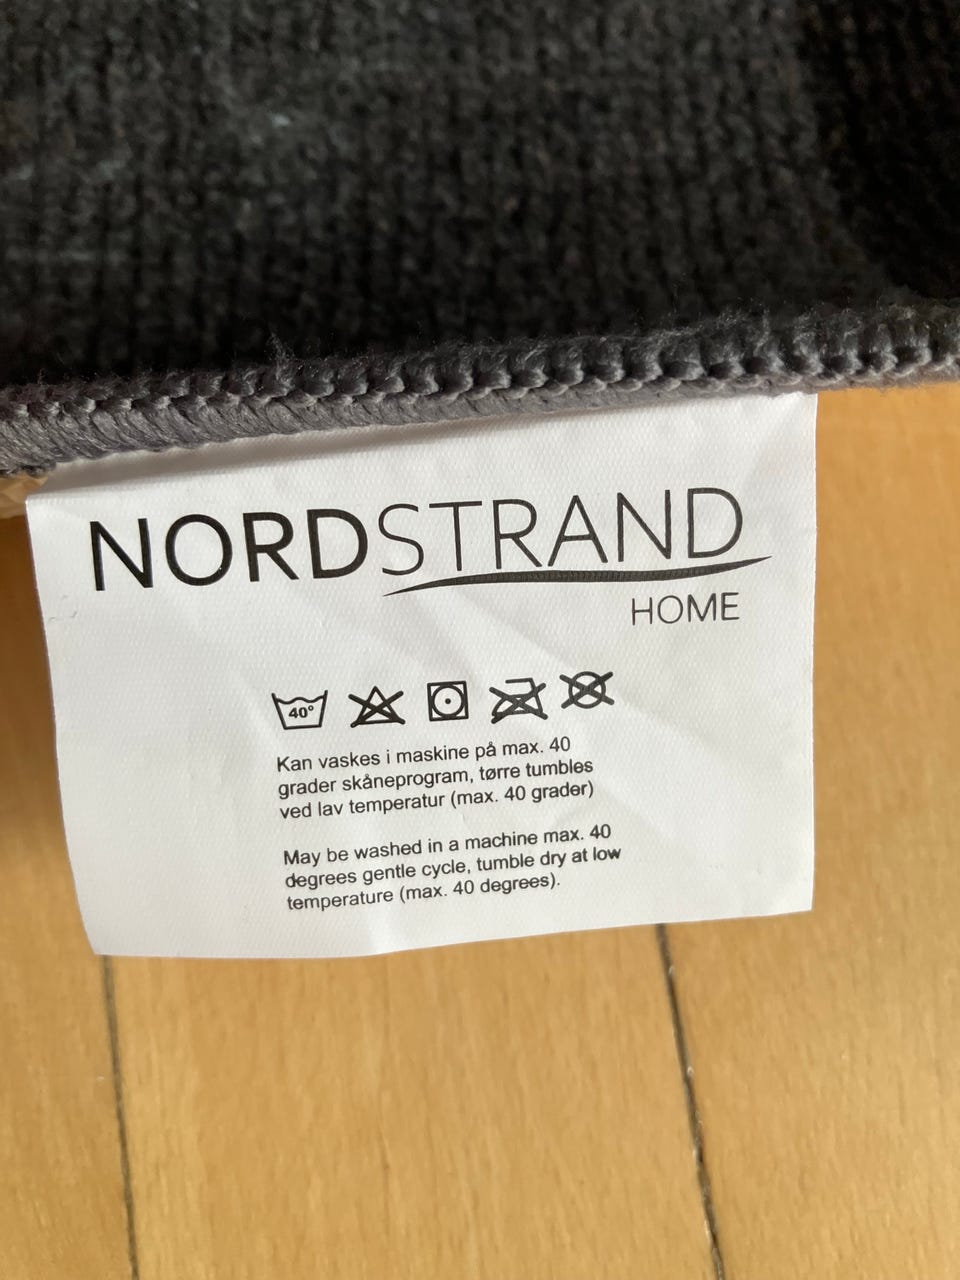 NORDSTRAND
HOME
40°
Kan vaskes i maskine på max. 40
grader skåneprogram, tørre tumbles
ved lav temperatur (max. 40 grader)
May be washed in a machine max. 40
degrees gentle cycle, tumble dry at low
temperature (max. 40 degrees).